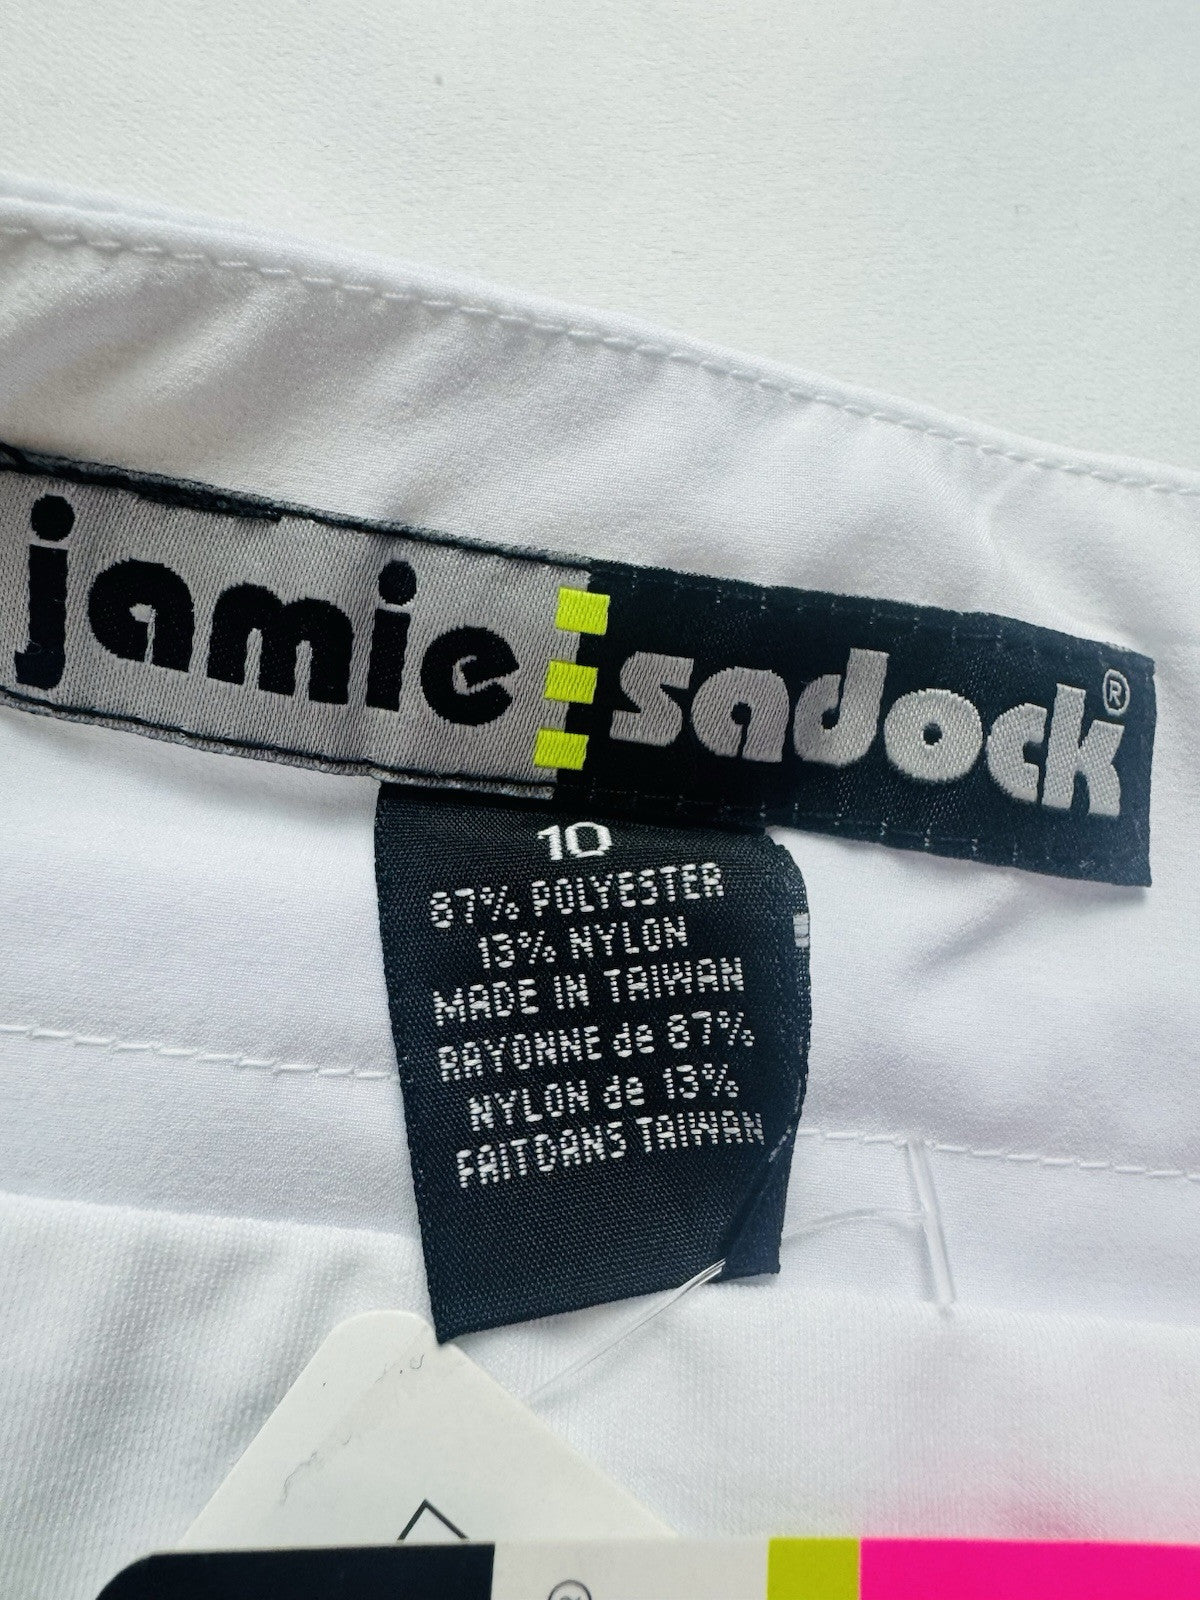 jamie sadock®
10
87% POLYESTER
13% NYLON
MADE IN TAIWAN
RAYONNE de 87%
NYLON de 13%
FAITDANS TAIWAN